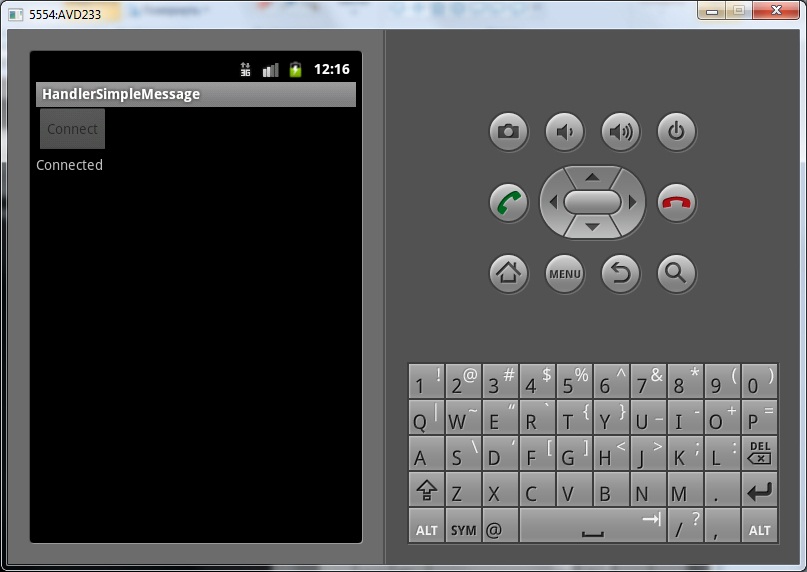 5554:AVD233
3G 12:16
HandlerSimpleMessage
Connect
Connected
MENU
1 ! 2 @ 3 # 4 $ 5 % 6 ^ 7 & 8 * 9 ( 0 )
Q | W ~ E “ R ` T { Y } U _ I - O + P =
A S \ D ‘ F [ G ] H < J > K ; L : DEL
Z X C V B N M .
ALT SYM @ / ? , ALT